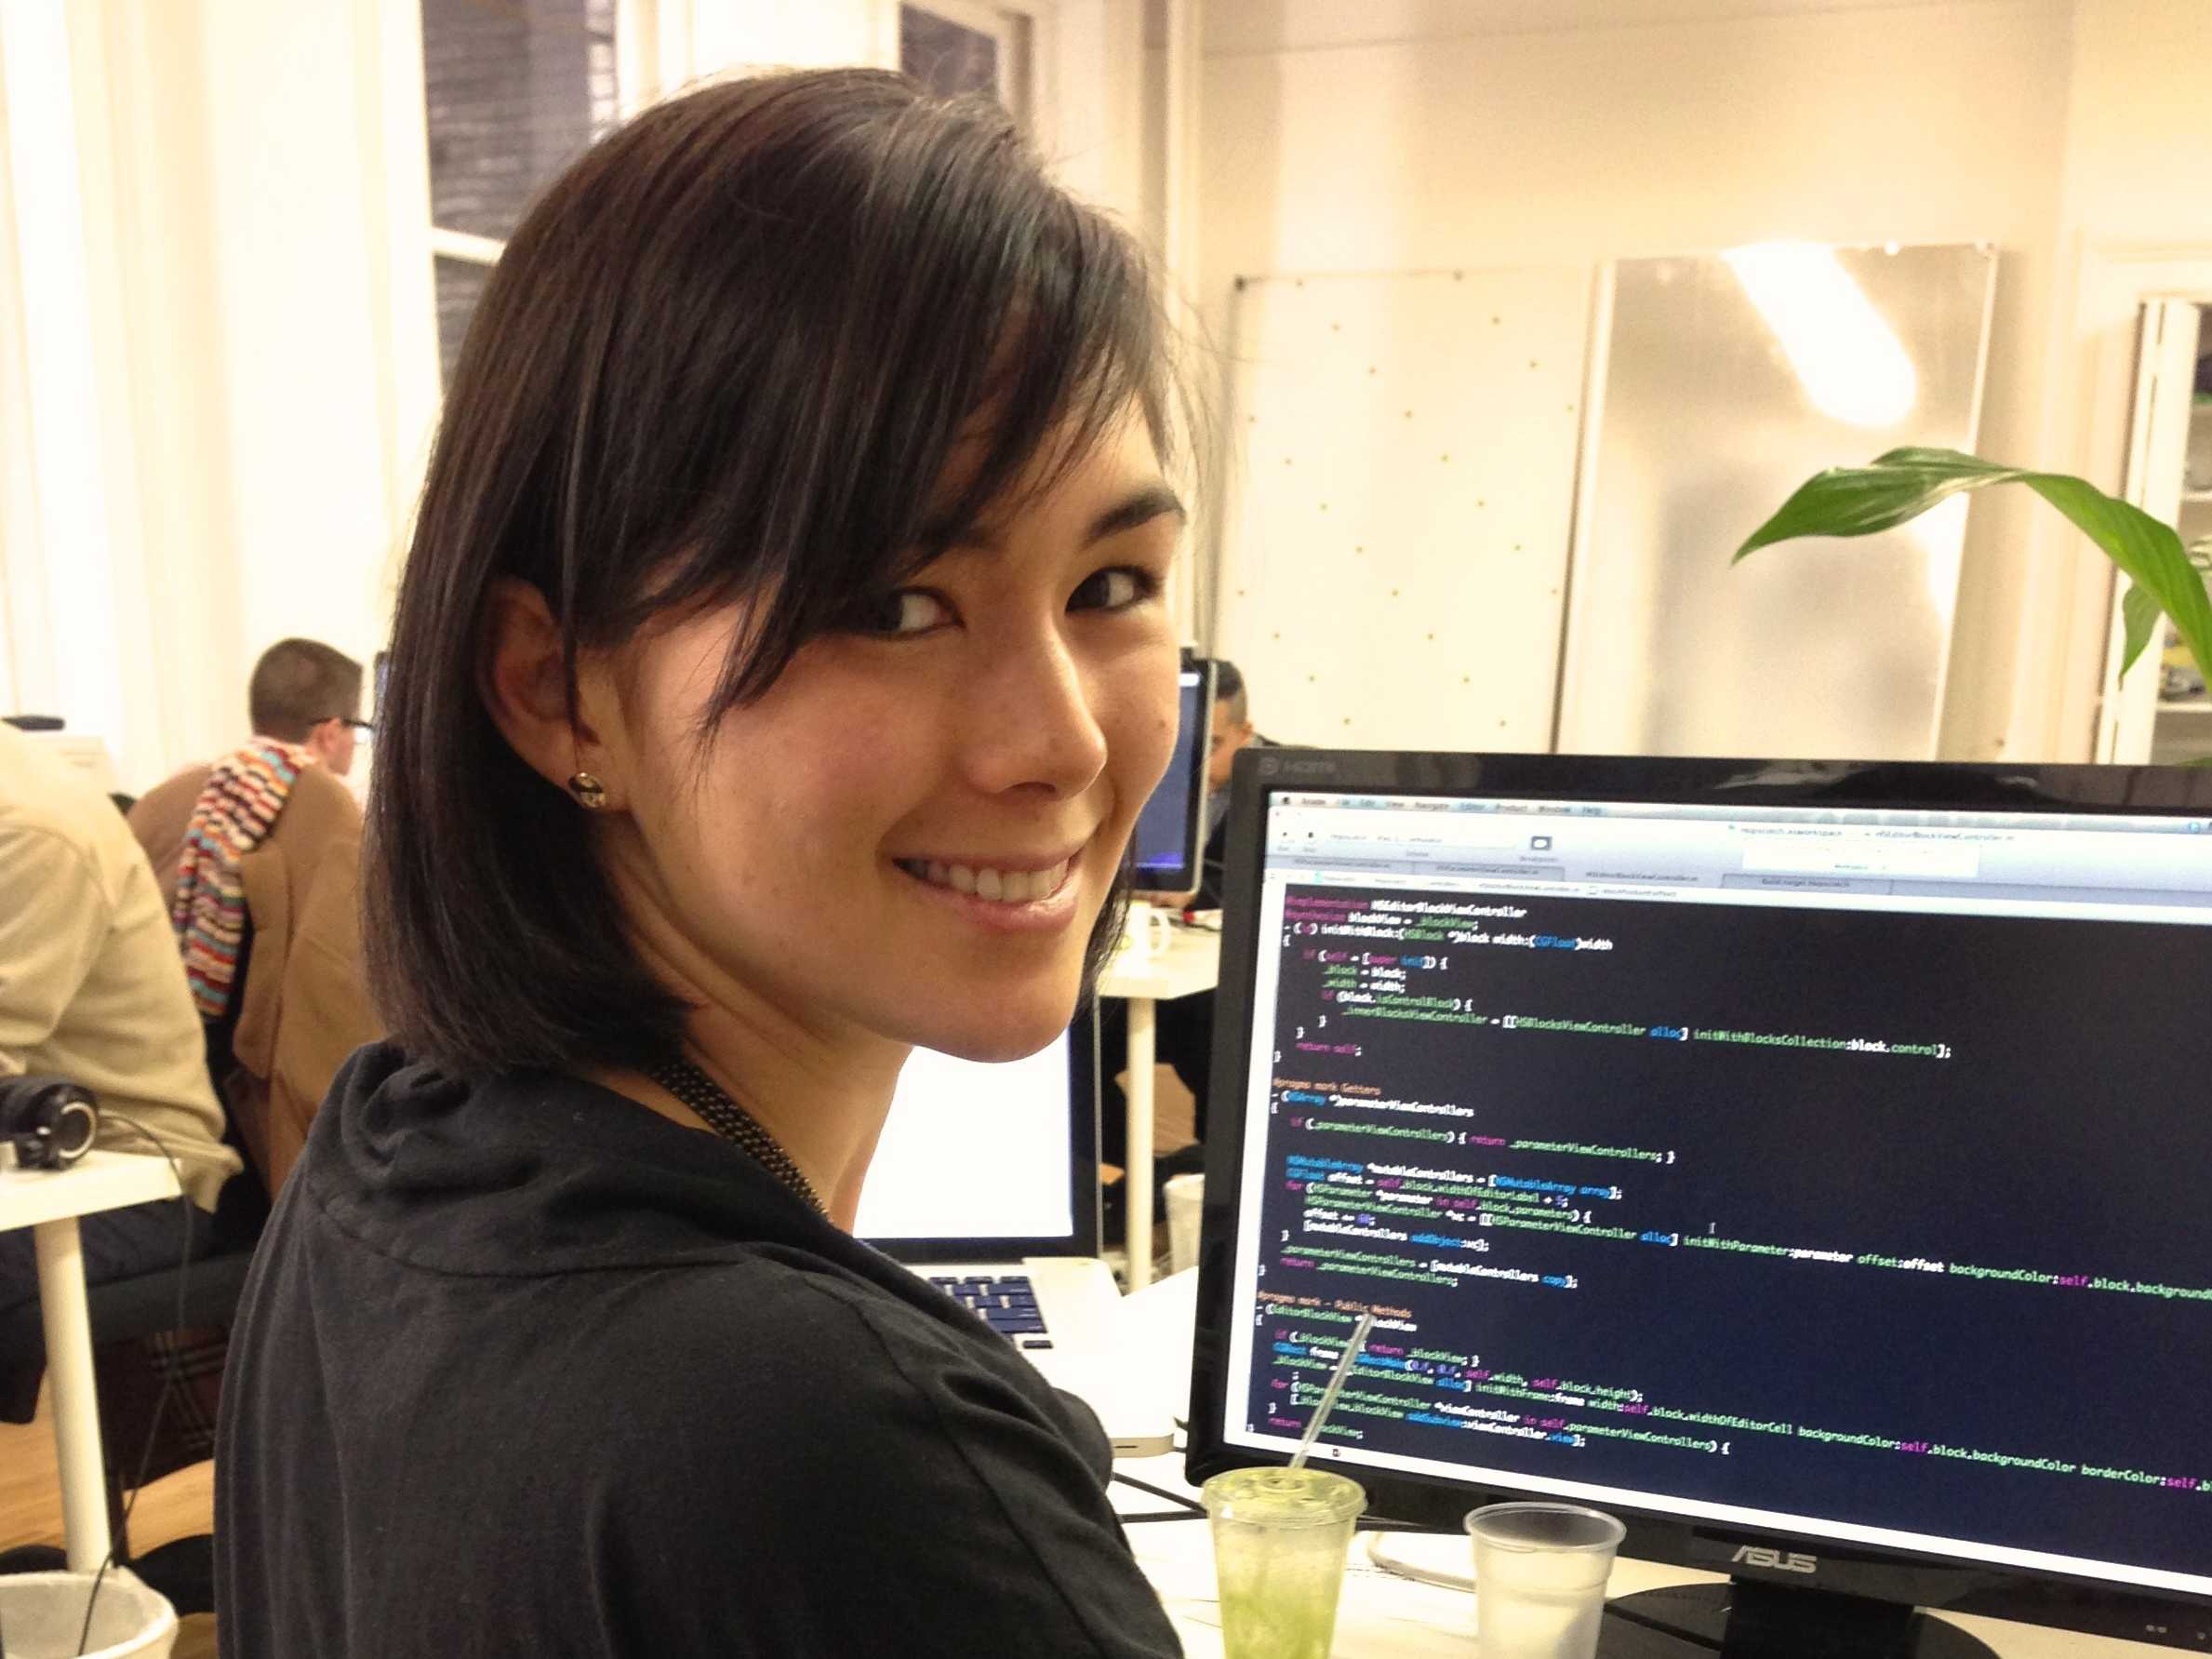 HDMI
Xcode File Edit View Navigate Editor Product Window Help
@implementation HSEditorBlockViewController
@synthesize blockView = _blockView;
- (id) initWithBlock:(HSBlock *)block width:(CGFloat)width
{
if (self = [super init]) {
_block = block;
_width = width;
if (block.isControlBlock) {
_innerBlocksViewController = [[HSBlocksViewController alloc] initWithBlocksCollection:block.control];
}
}
return self;
}
#pragma mark Getters
- (NSArray *)parameterViewControllers
{
if (_parameterViewControllers) { return _parameterViewControllers; }
NSMutableArray *mutableControllers = [NSMutableArray array];
CGFloat offset = self.block.widthOfEditorLabel + 5;
for (HSParameter *parameter in self.block.parameters) {
HSParameterViewController *vc = [[HSParameterViewController alloc] initWithParameter:parameter offset:offset backgroundColor:self.block.background
offset += 60;
[mutableControllers addObject:vc];
}
_parameterViewControllers = [mutableControllers copy];
return _parameterViewControllers;
}
#pragma mark - Public Methods
- (EditorBlockView blockView
{
if (_blockView) { return _blockView; }
CGRect frame = CGRectMake(0.f, 0.f, self.width, self.block.height);
_blockView = EditorBlockView alloc] initWithFrame:frame width:self.block.widthOfEditorCell backgroundColor:self.block.backgroundColor borderColor:self.b
;
for (HSParameterViewController *viewController in self.parameterViewControllers) {
[_blockView addSubview:viewController.view];
}
return _blockView;
}
ASUS